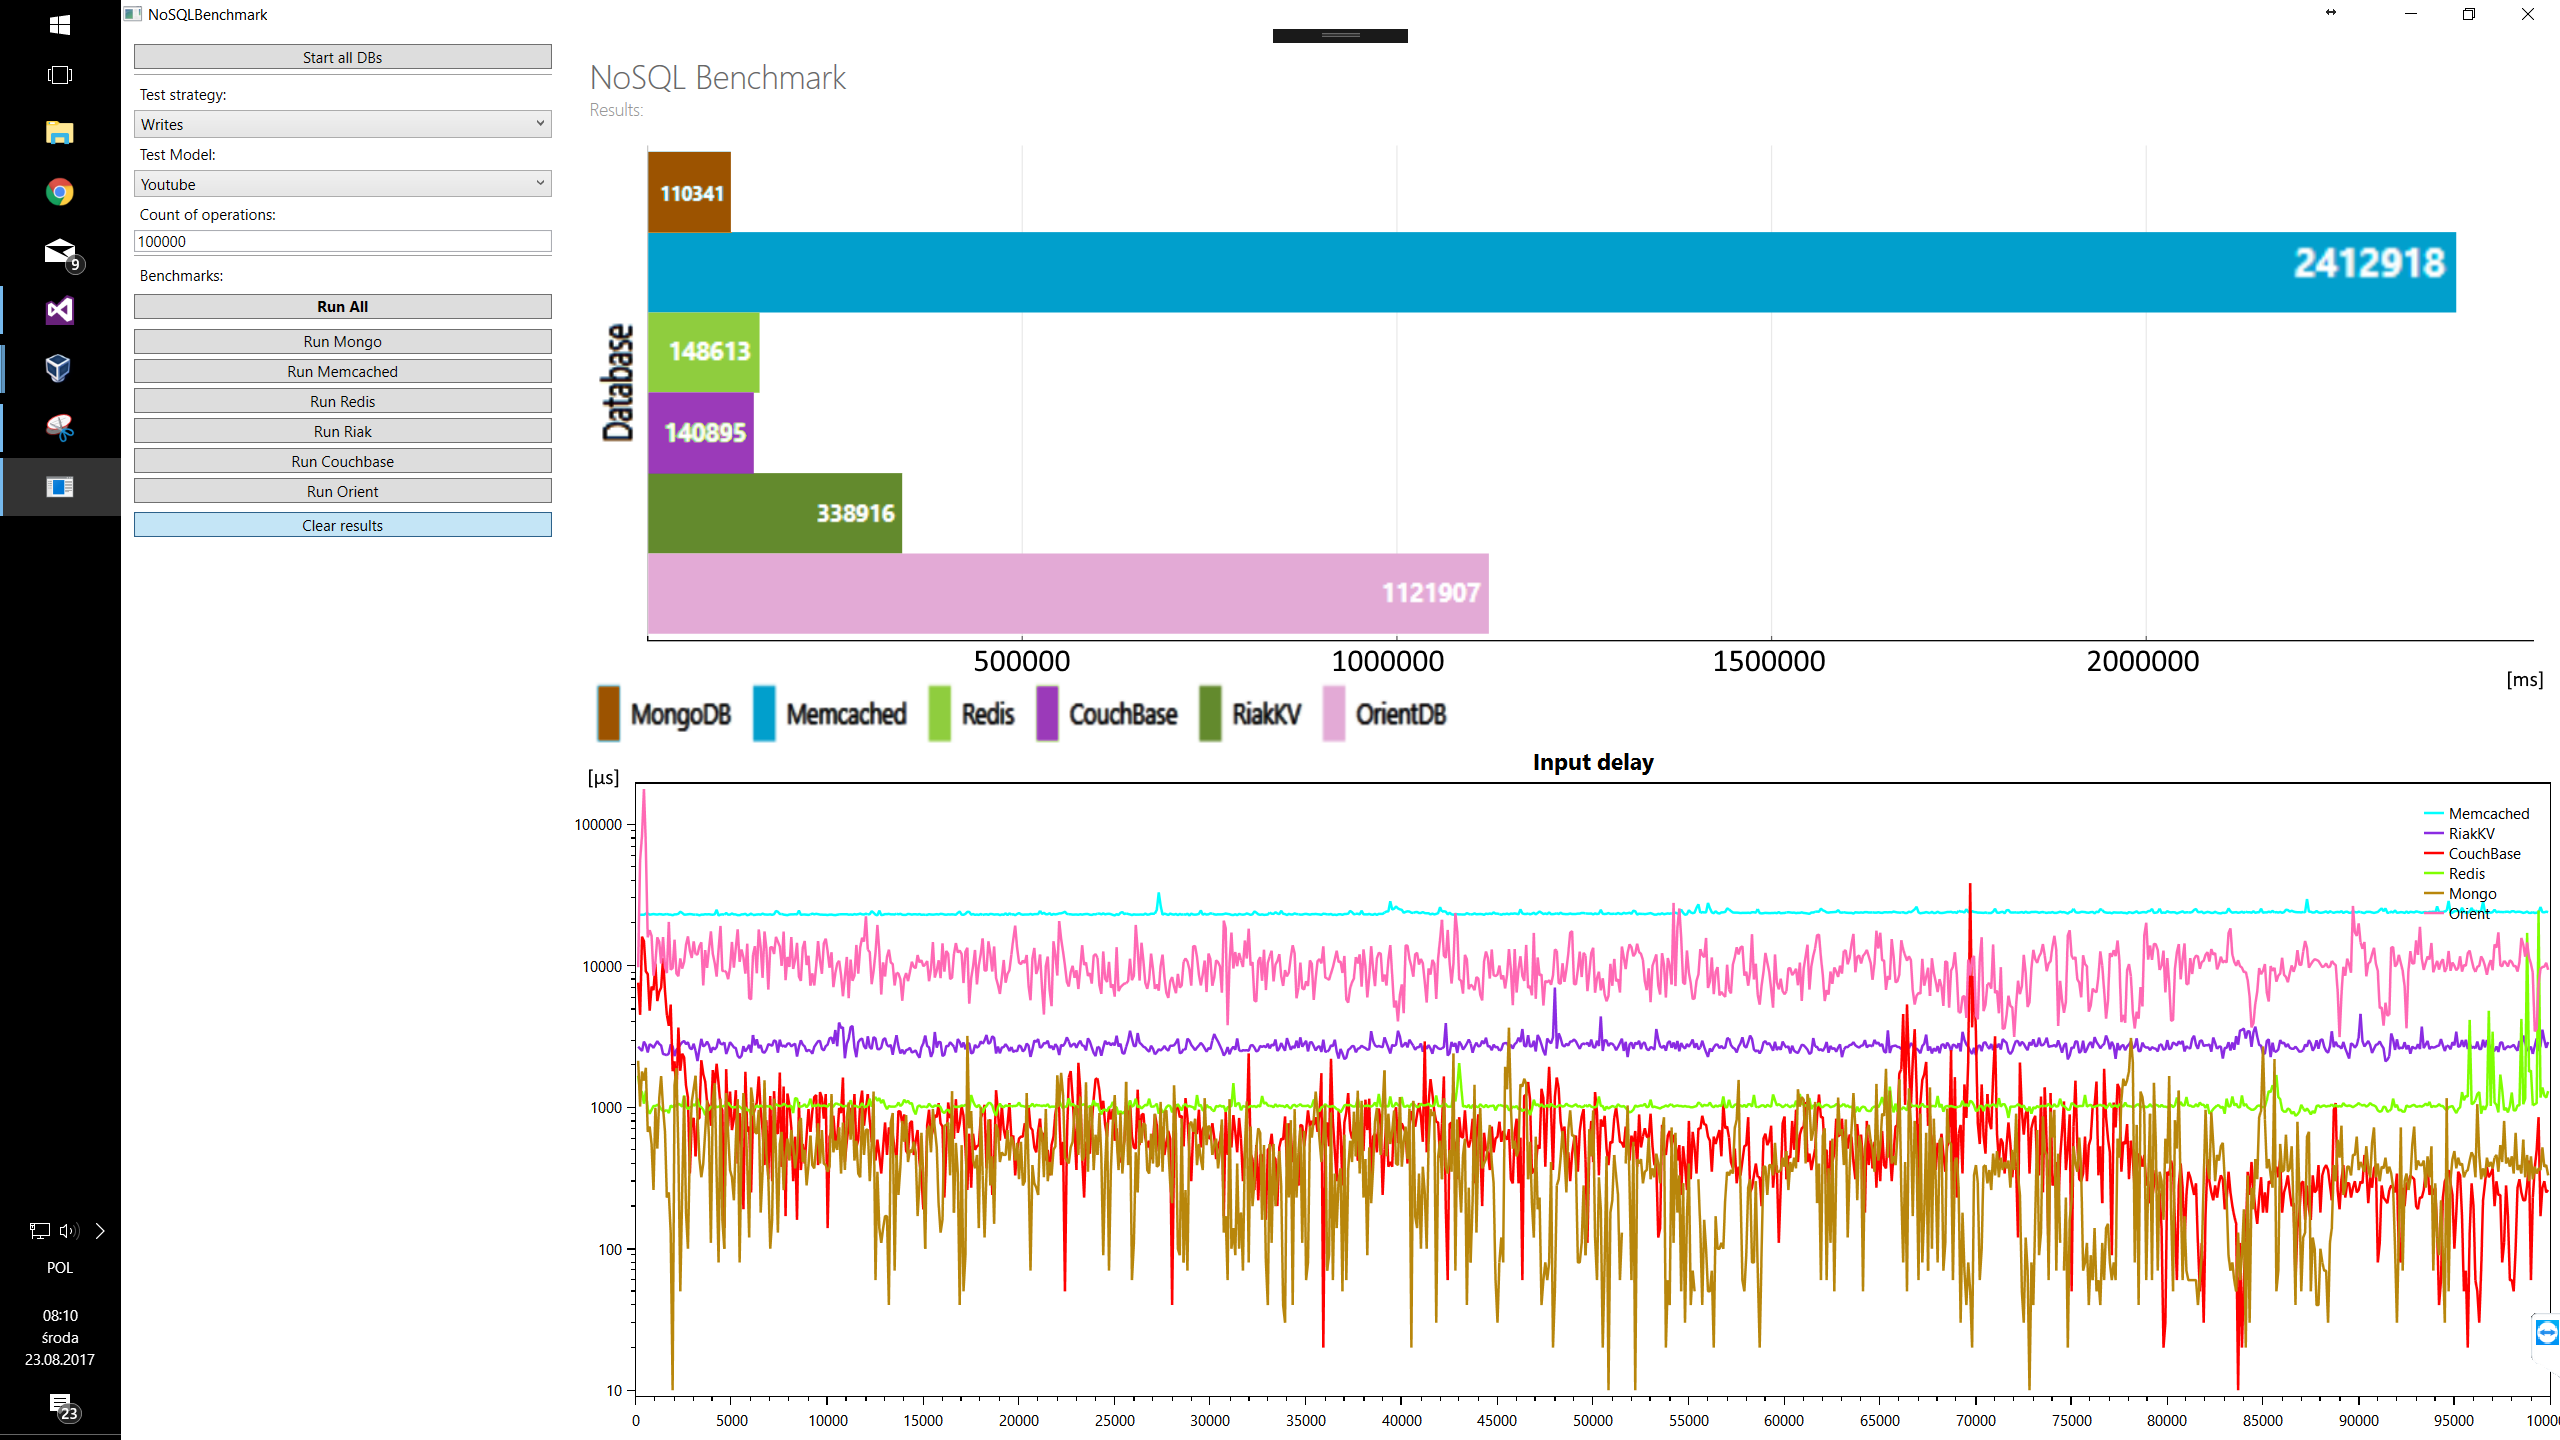 NoSQLBenchmark
Start all DBs
Test strategy:
Writes
Test Model:
Youtube
Count of operations:
100000
Benchmarks:
Run All
Run Mongo
Run Memcached
Run Redis
Run Riak
Run Couchbase
Run Orient
Clear results
9
POL
08:10
środa
23.08.2017
23
NoSQL Benchmark
Results:
Database
110341
2412918
148613
140895
338916
1121907
500000 1000000 1500000 2000000
[ms]
MongoDB Memcached Redis CouchBase RiakKV OrientDB
Input delay
[µs]
100000
10000
1000
100
10
Memcached
RiakKV
CouchBase
Redis
Mongo
Orient
0 5000 10000 15000 20000 25000 30000 35000 40000 45000 50000 55000 60000 65000 70000 75000 80000 85000 90000 95000 10000